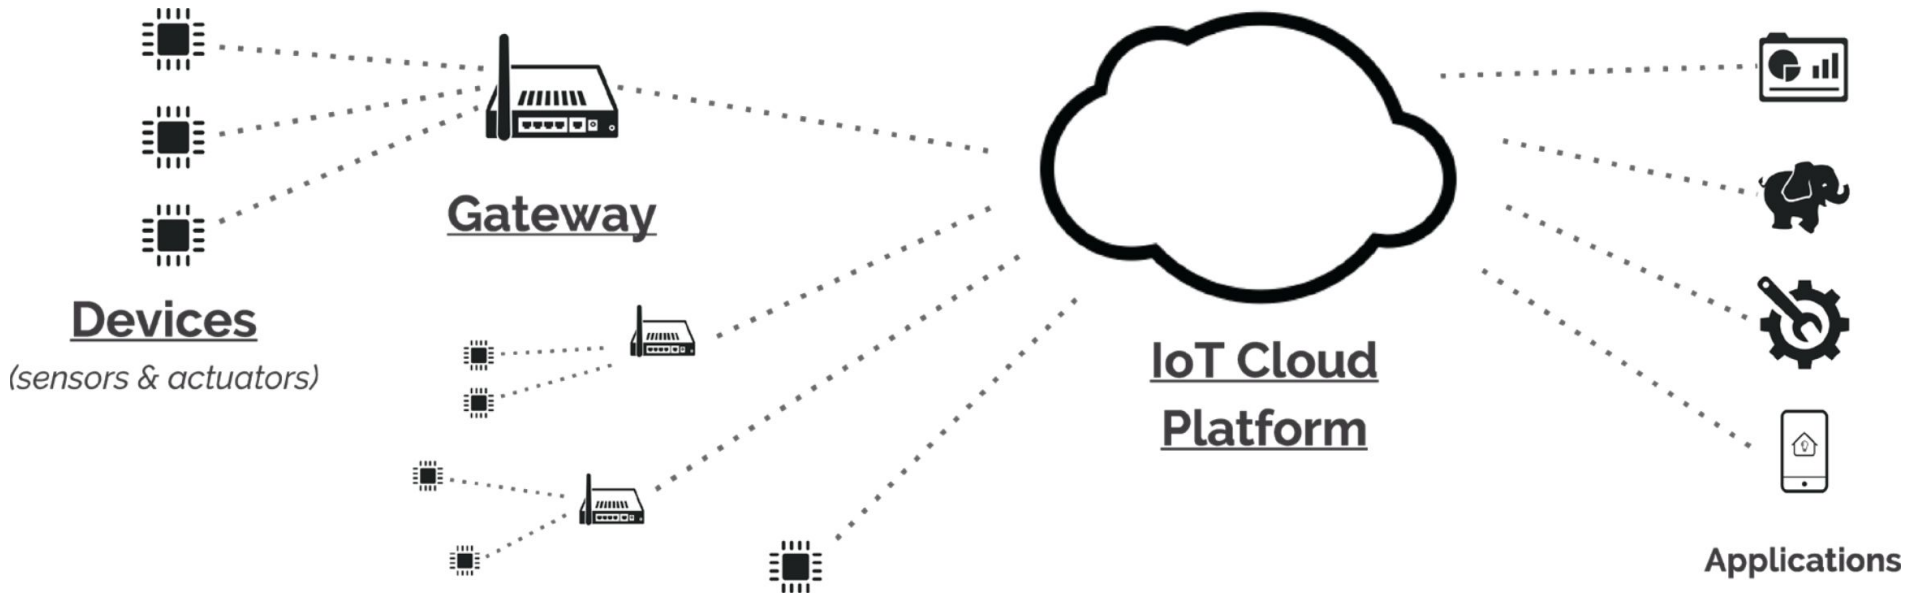 Gateway
Devices
(sensors & actuators)
IoT Cloud
Platform
Applications